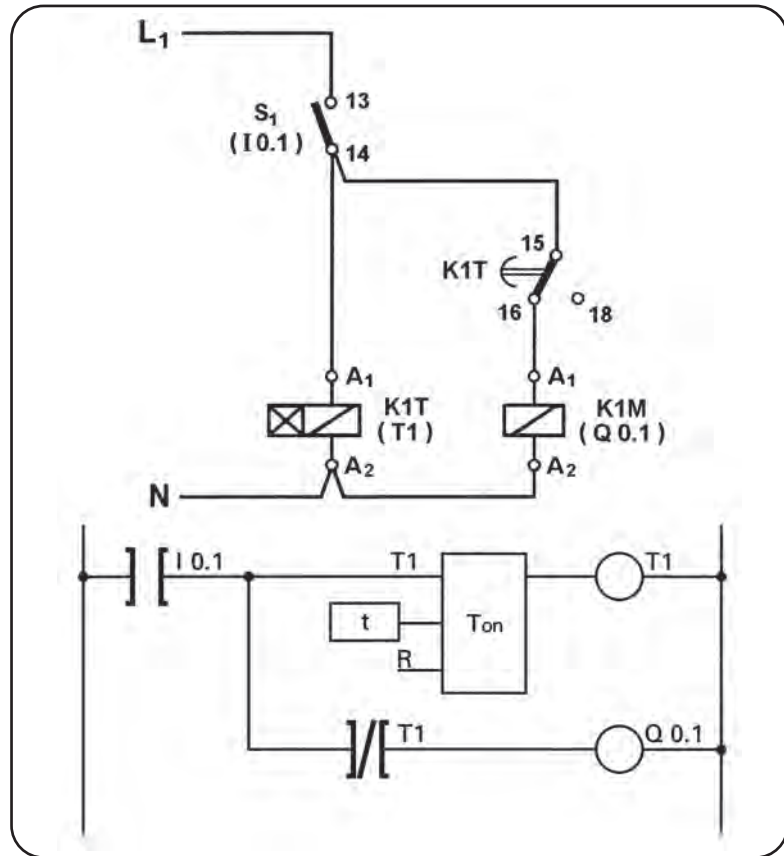 L₁
13
S₁
( I 0.1 )
14
15
K1T
16
18
A₁
A₁
K1T
( T1 )
K1M
( Q 0.1 )
A₂
A₂
N
I 0.1
T1
T1
t
Ton
R
T1
Q 0.1